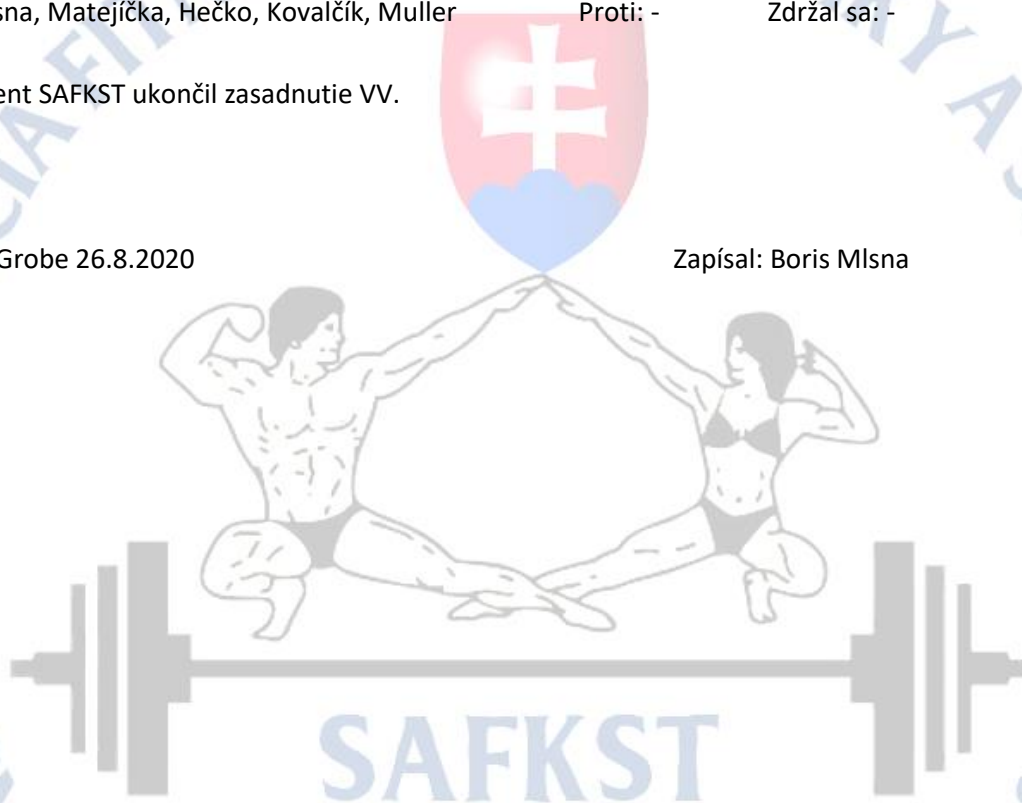 sna, Matejíčka, Hečko, Kovalčík, Muller Proti: - Zdržal sa: -
ent SAFKST ukončil zasadnutie VV.
Grobe 26.8.2020 Zapísal: Boris Mlsna
SAFKST